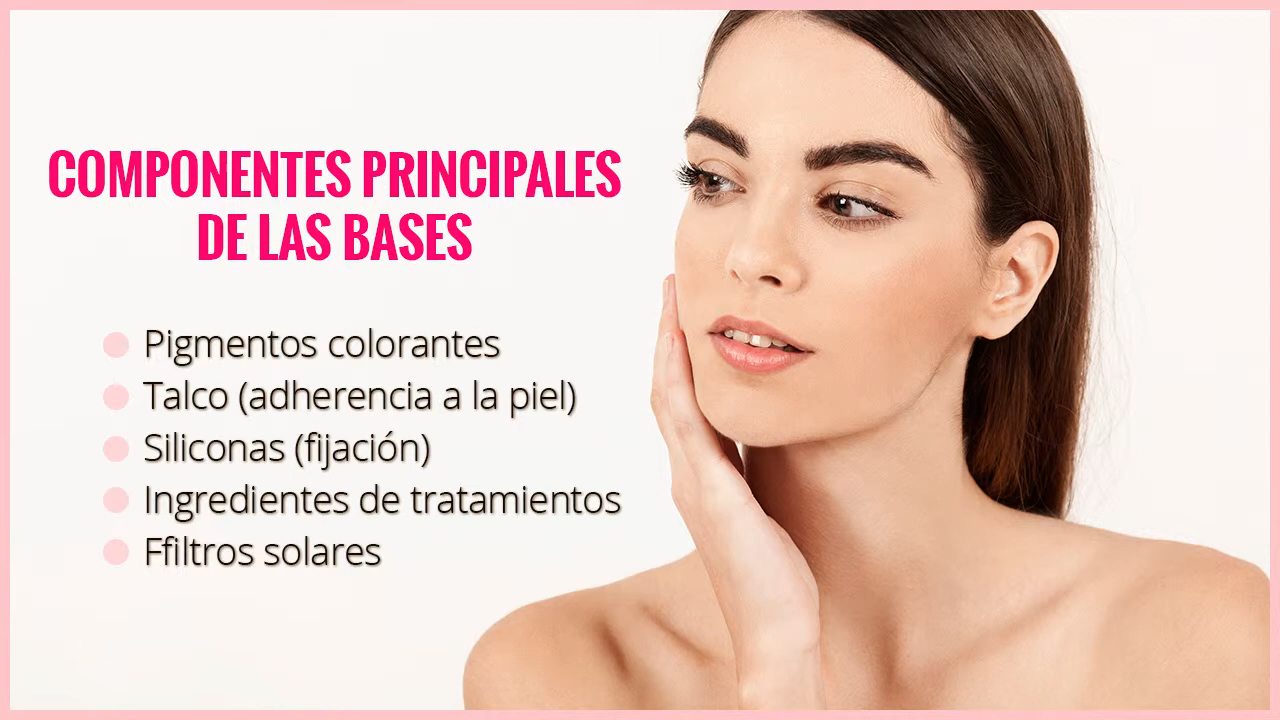 COMPONENTES PRINCIPALES
DE LAS BASES
Pigmentos colorantes
Talco (adherencia a la piel)
Siliconas (fijación)
Ingredientes de tratamientos
Ffiltros solares